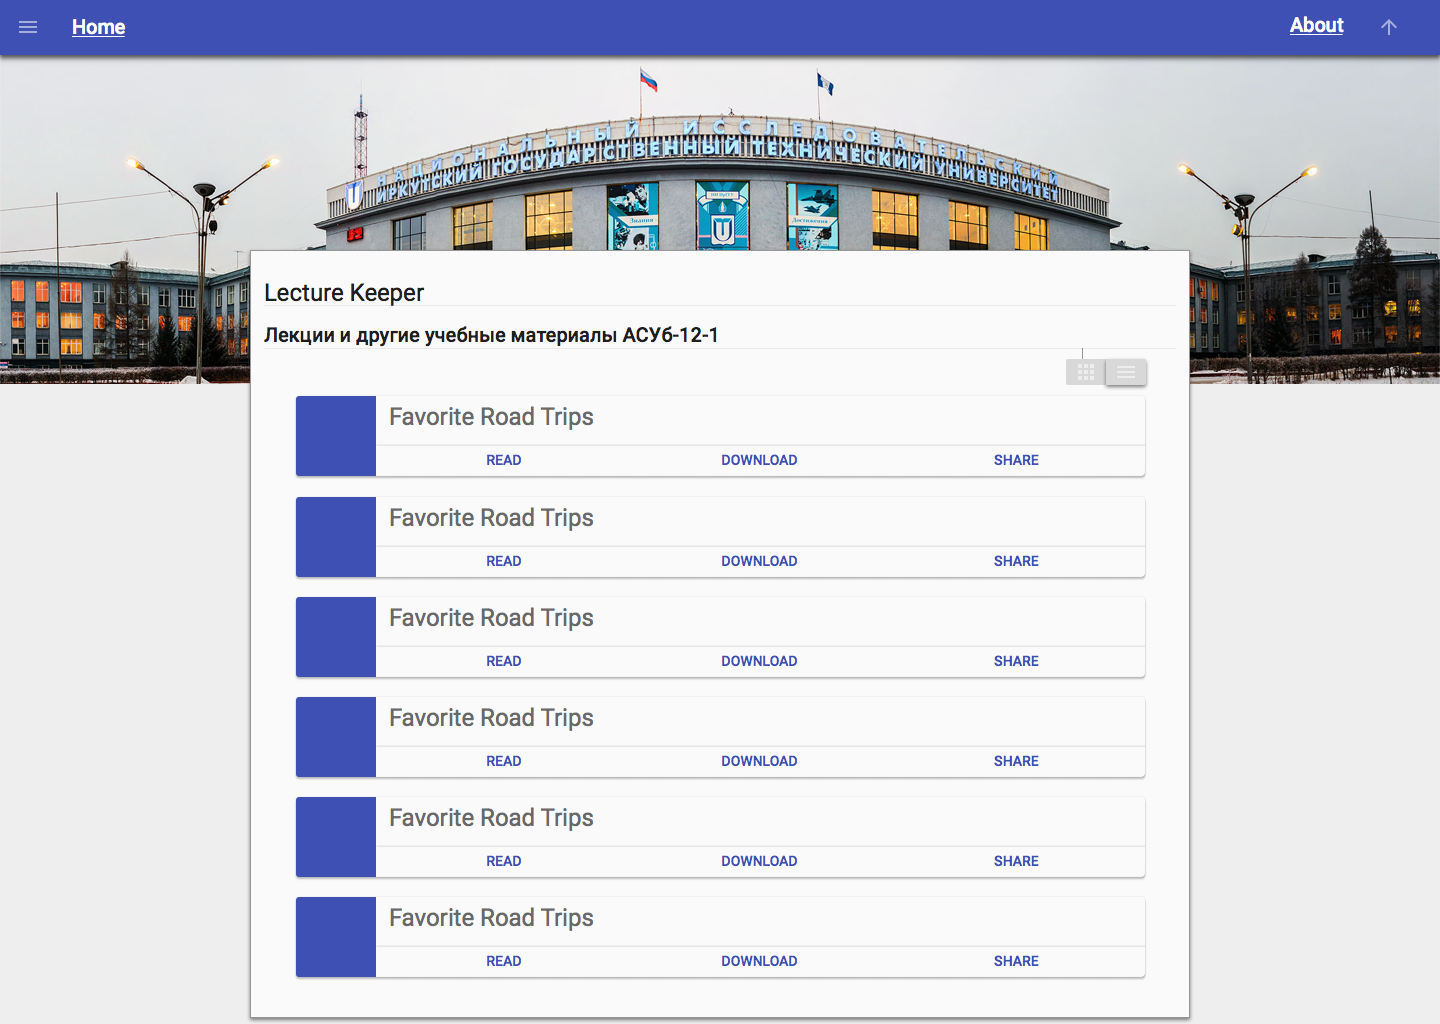 Home
About
НАЦИОНАЛЬНЫЙ ИССЛЕДОВАТЕЛЬСКИЙ
ИРКУТСКИЙ ГОСУДАРСТВЕННЫЙ ТЕХНИЧЕСКИЙ УНИВЕРСИТЕТ
Знания
Достижения
Lecture Keeper
Лекции и другие учебные материалы АСУб-12-1
Favorite Road Trips
READ DOWNLOAD SHARE
Favorite Road Trips
READ DOWNLOAD SHARE
Favorite Road Trips
READ DOWNLOAD SHARE
Favorite Road Trips
READ DOWNLOAD SHARE
Favorite Road Trips
READ DOWNLOAD SHARE
Favorite Road Trips
READ DOWNLOAD SHARE